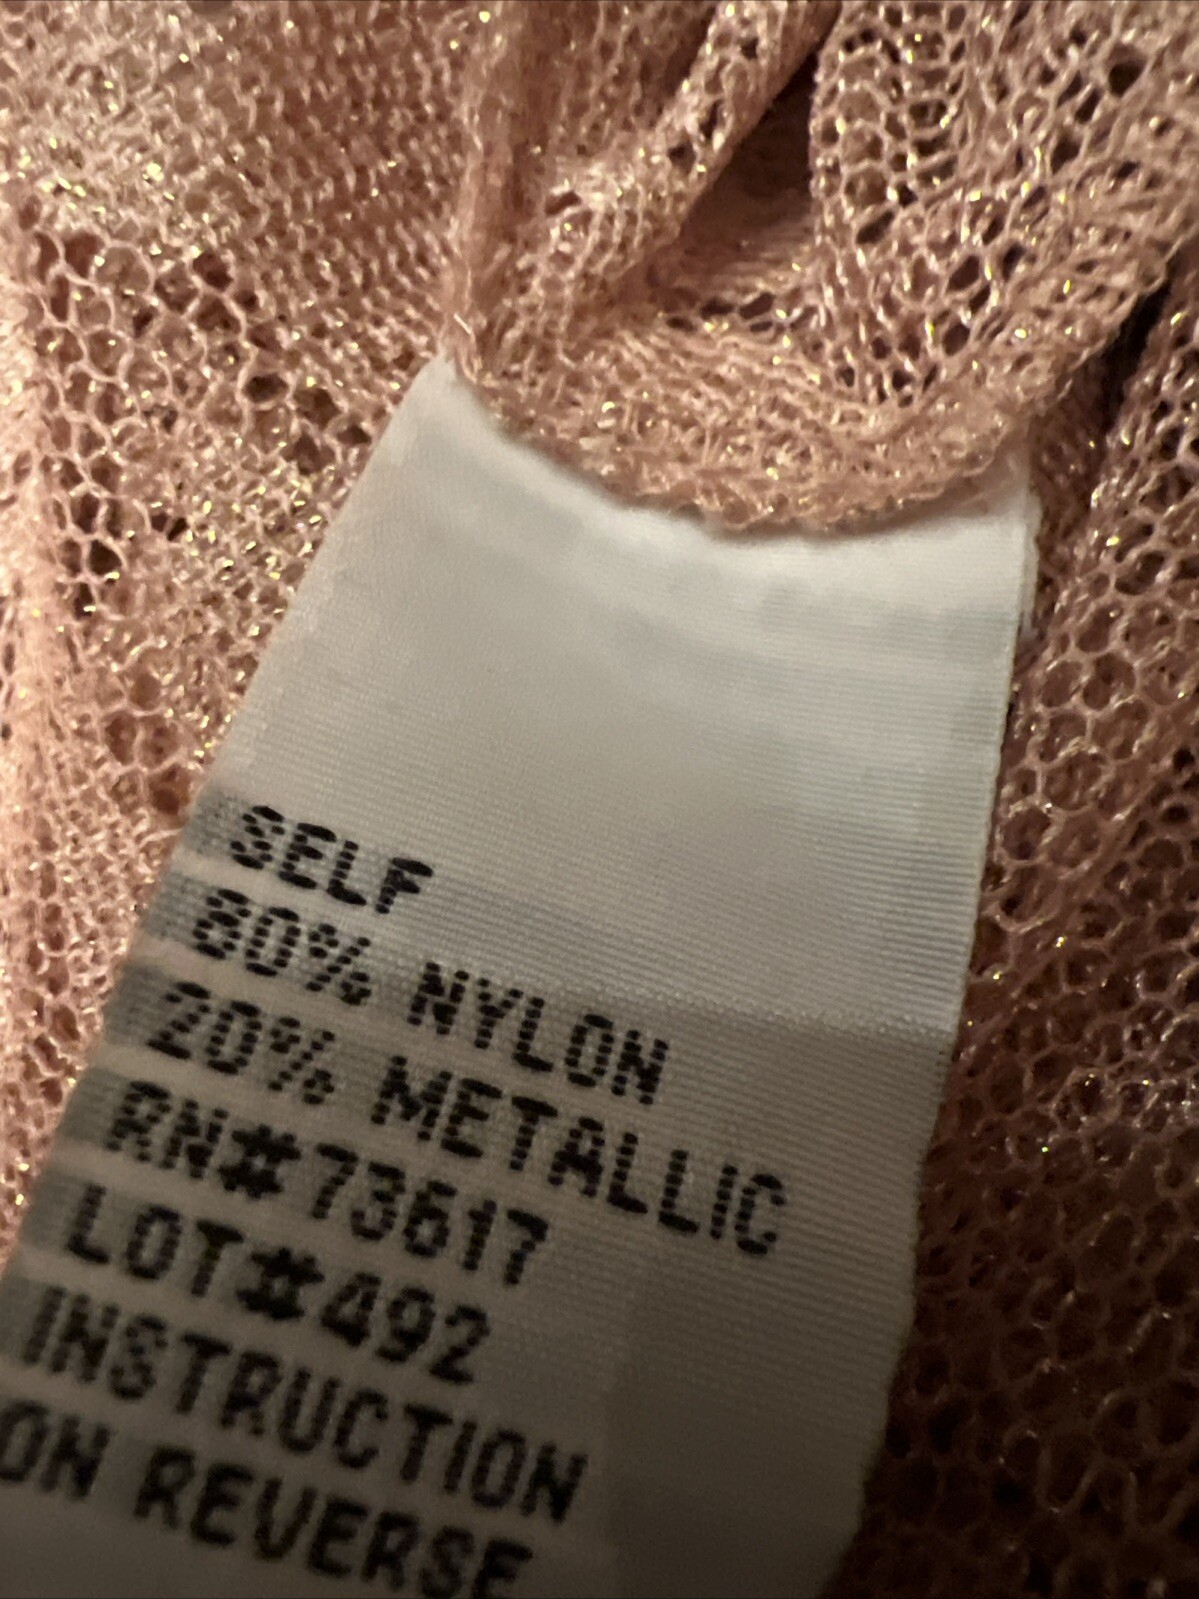 SELF
80% NYLON
20% METALLIC
RN#73617
LOT#492
INSTRUCTION
ON REVERSE